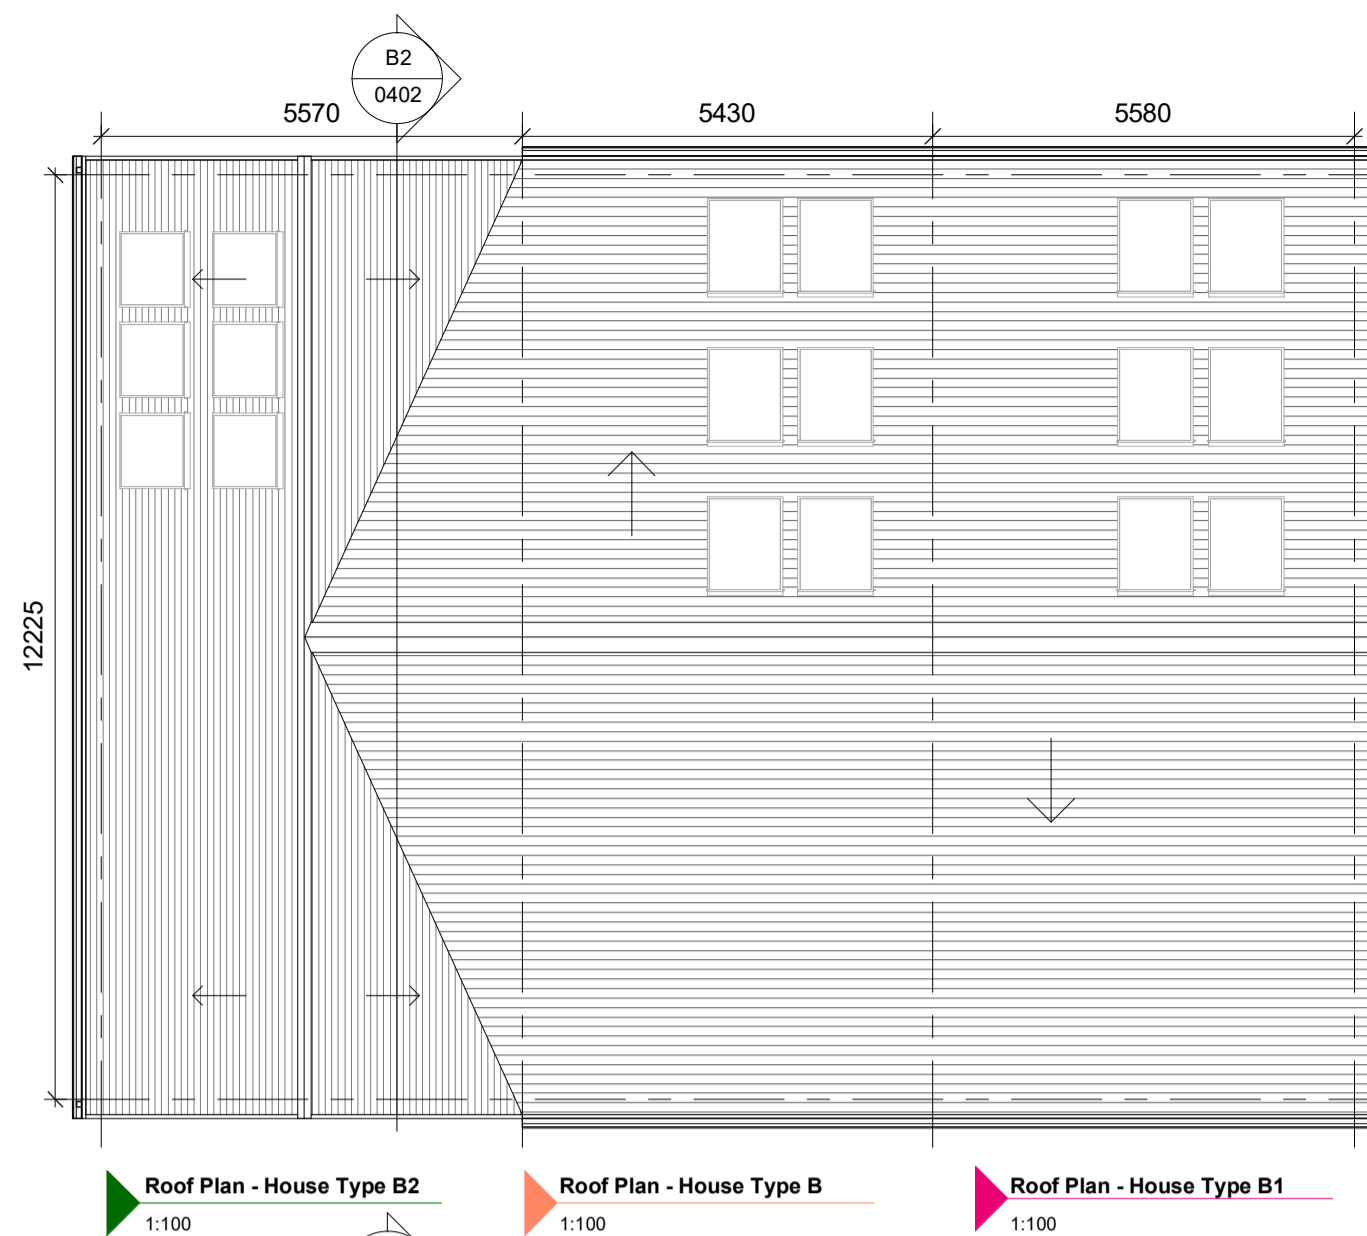 B2
0402
5570
5430
5580
12225
Roof Plan - House Type B2
1:100
Roof Plan - House Type B
1:100
Roof Plan - House Type B1
1:100